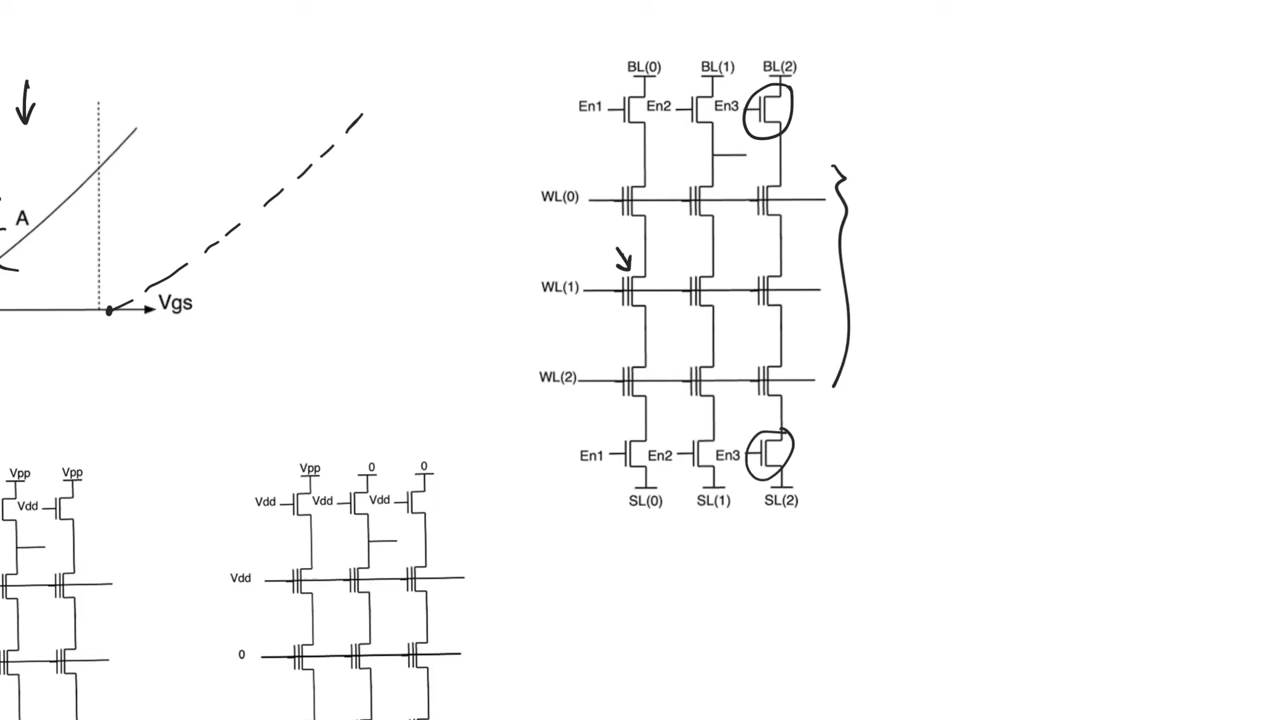 BL(0) BL(1) BL(2)
En1 En2 En3
WL(0)
A
WL(1)
Vgs
WL(2)
En1 En2 En3
SL(0) SL(1) SL(2)
Vpp Vpp
Vdd
Vpp 0 0
Vdd Vdd Vdd
Vdd
0